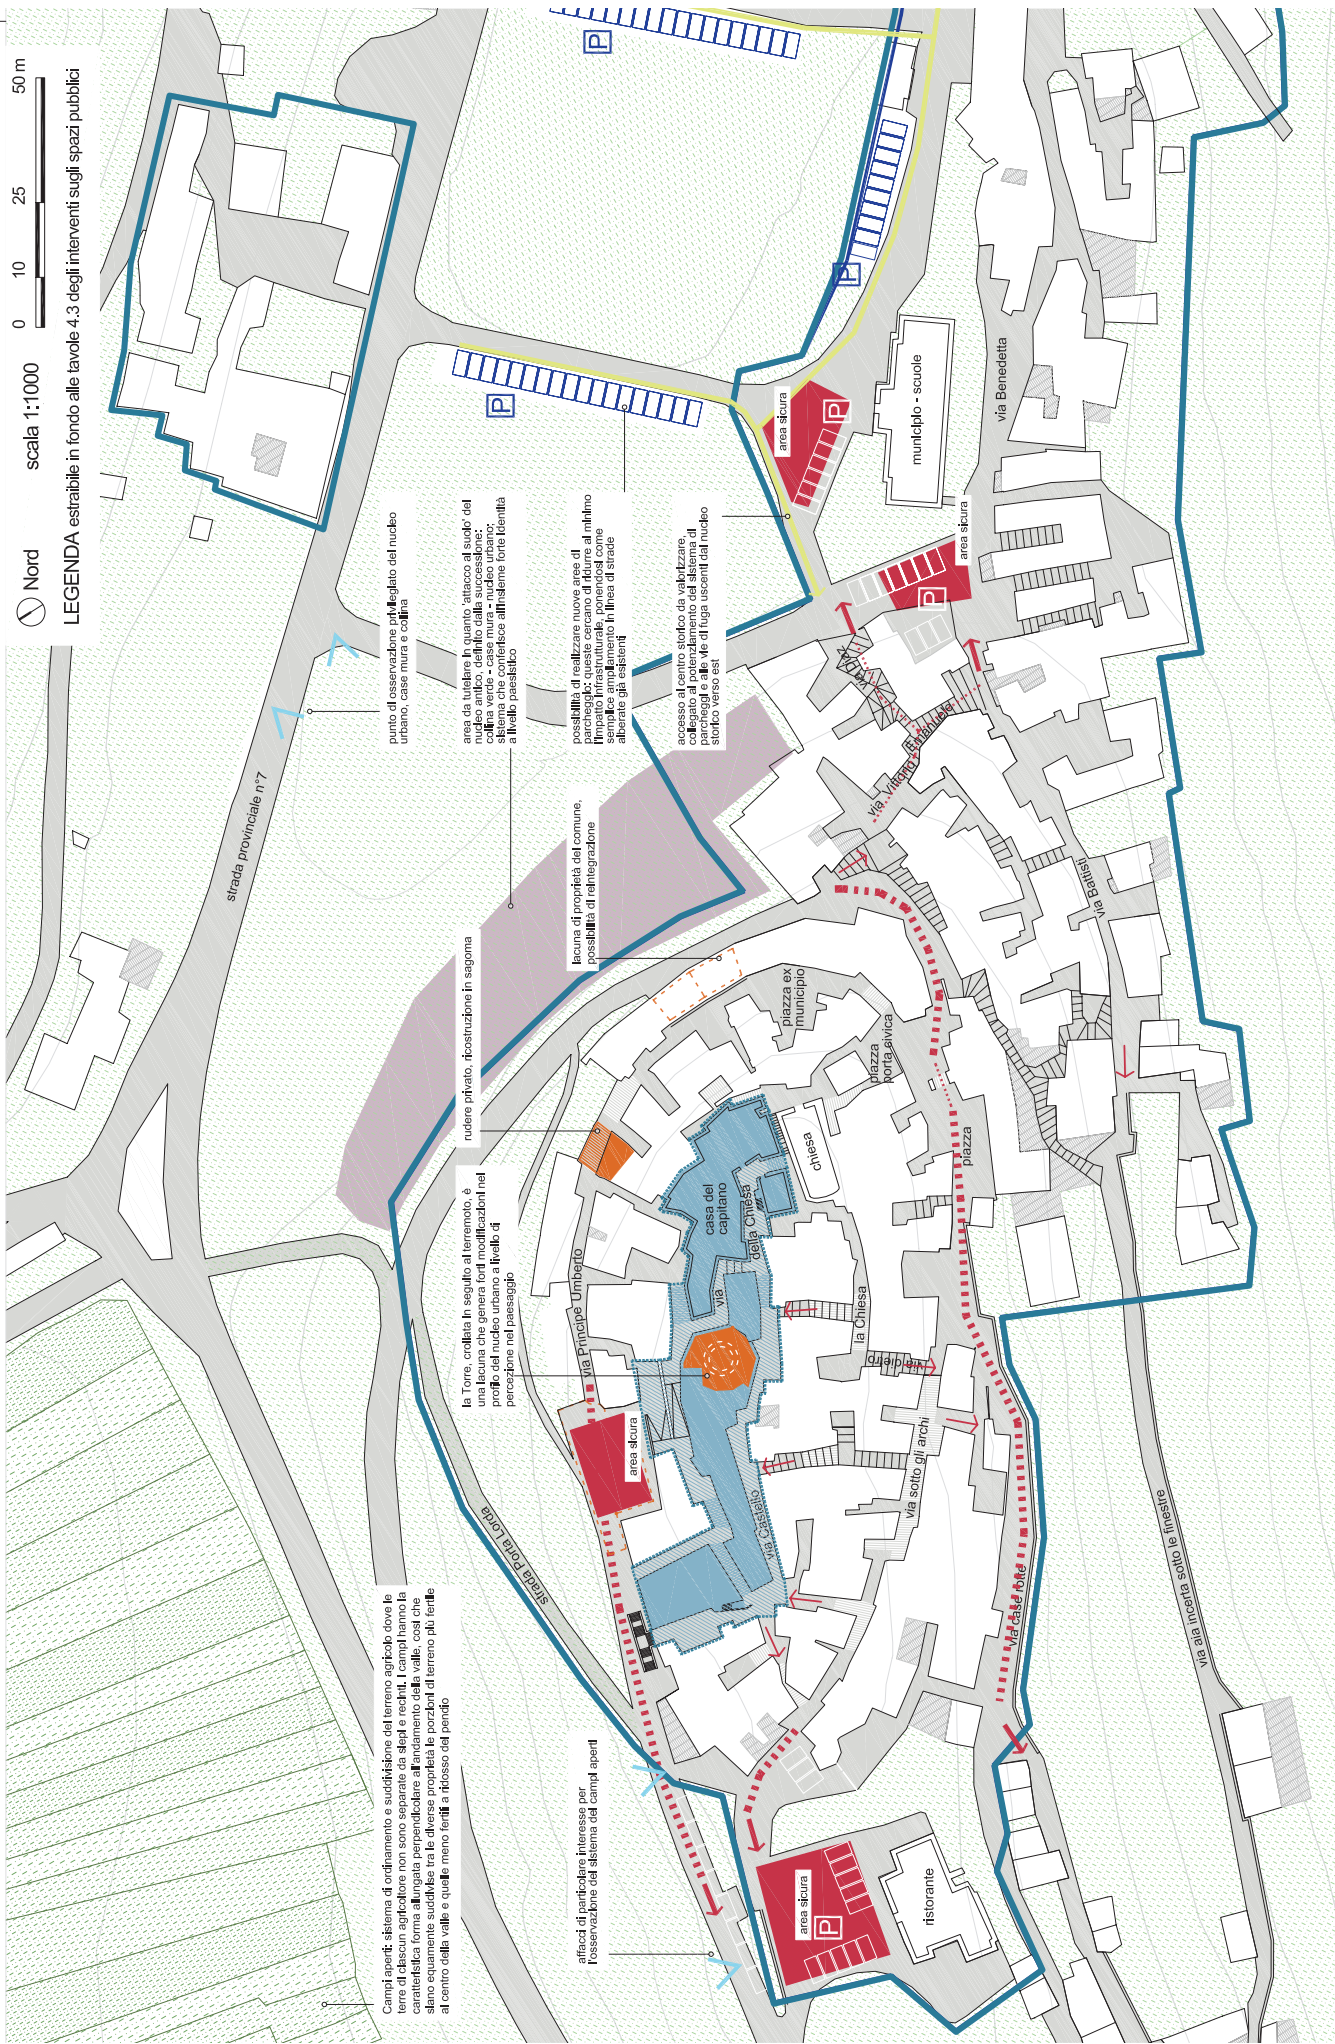 Nord
scala 1:1000
0 10 25 50 m
LEGENDA estraibile in fondo alle tavole 4.3 degli interventi sugli spazi pubblici
Campi aperti: sistema di ordinamento e suddivisione del terreno agricolo dove le
terre di ciascun agricoltore non sono separate da siepi e recinti. I campi hanno la
caratteristica forma allungata perpendicolare all'andamento della valle, così che
siano equamente suddivise tra le diverse proprietà le porzioni di terreno più fertile
al centro della valle e quelle meno fertili a ridosso del pendio
la Torre, crollata in seguito al terremoto, è
una lacuna che genera forti modificazioni nel
profilo del nucleo urbano a livello di
percezione nel paesaggio
rudere privato, ricostruzione in sagoma
lacuna di proprietà del comune,
possibilità di reintegrazione
punto di osservazione privilegiato del nucleo
urbano, case mura e collina
area da tutelare in quanto 'attacco al suolo' del
nucleo antico, definito dalla successione:
collina verde - case mura - nucleo urbano;
sistema che conferisce all'insieme forte identità
a livello paesistico
possibilità di realizzare nuove aree di
parcheggio: queste cercano di ridurre al minimo
l'impatto infrastrutturale, ponendosi come
semplice ampliamento in linea di strade
alberate già esistenti
accesso al centro storico da valorizzare,
collegato al potenziamento del sistema di
parcheggi e alle vie di fuga uscenti dal nucleo
storico verso est
affacci di particolare interesse per
l'osservazione del sistema dei campi aperti
strada provinciale n°7
strada Porta Lorda
via Principe Umberto
area sicura
casa del
capitano
via
della Chiesa
chiesa
piazza ex
municipio
piazza
porta civica
piazza
via Castello
la Chiesa
via dietro
via sotto gli archi
via case rotte
via aia incerta sotto le finestre
via Battisti
via Vittorio Emanuele
via Diaz
via Benedetta
municipio - scuole
area sicura
area sicura
area sicura
ristorante
P
P
P
P
P
P